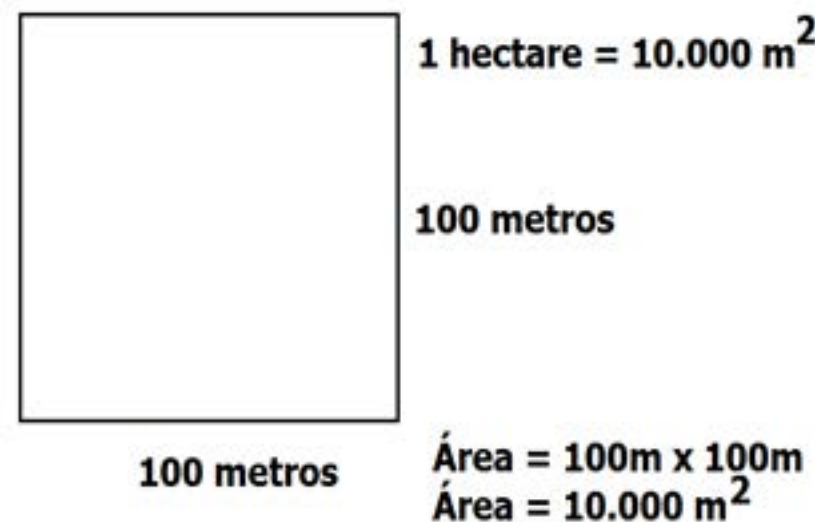 1 hectare = 10.000 m²
100 metros
100 metros
Área = 100m x 100m
Área = 10.000 m²